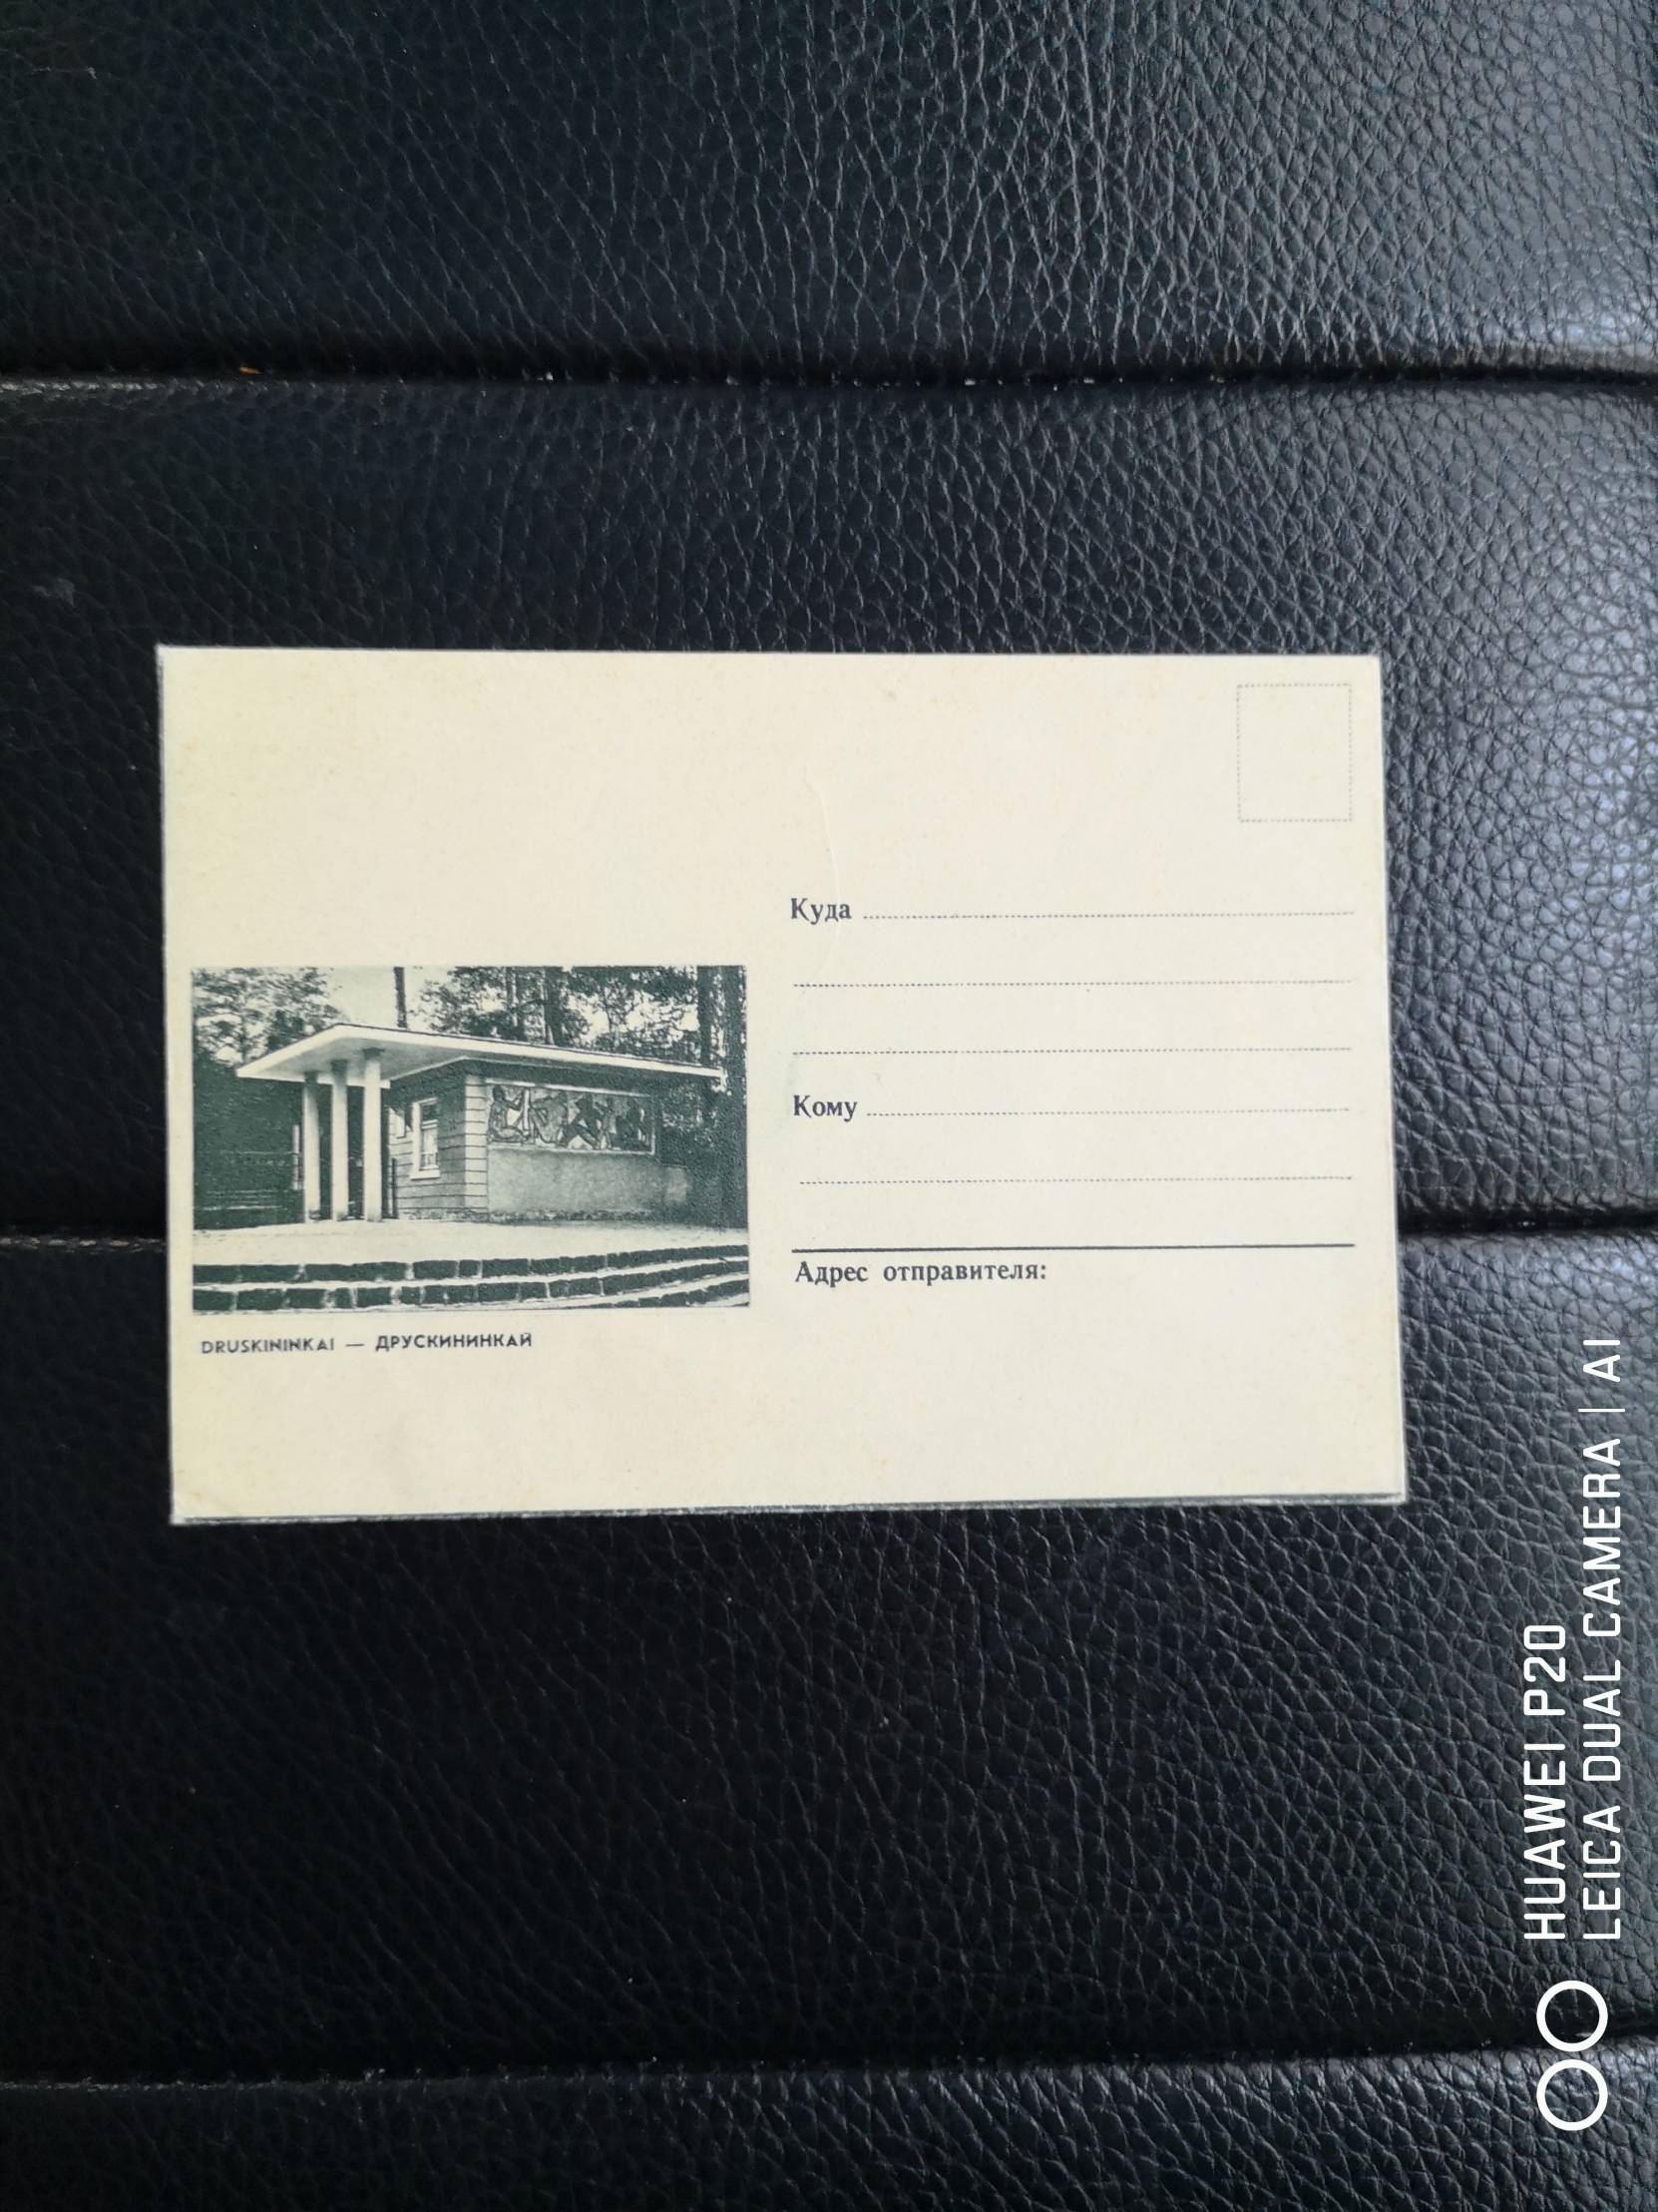 Куда
Кому
Адрес отправителя:
DRUSKININKAI — ДРУСКИНИНКАЙ
HUAWEI P20
LEICA DUAL CAMERA | AI